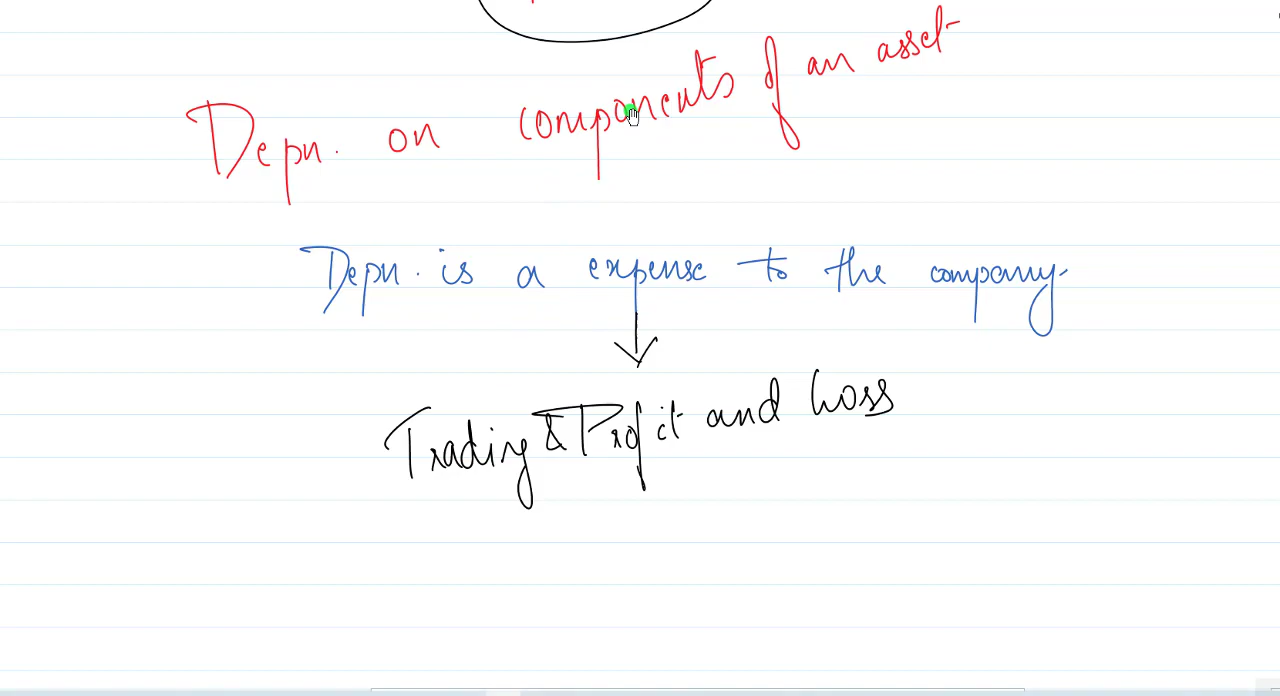 Depn. on components of an asset
Depn. is a expense to the company.
Trading & Profit and Loss